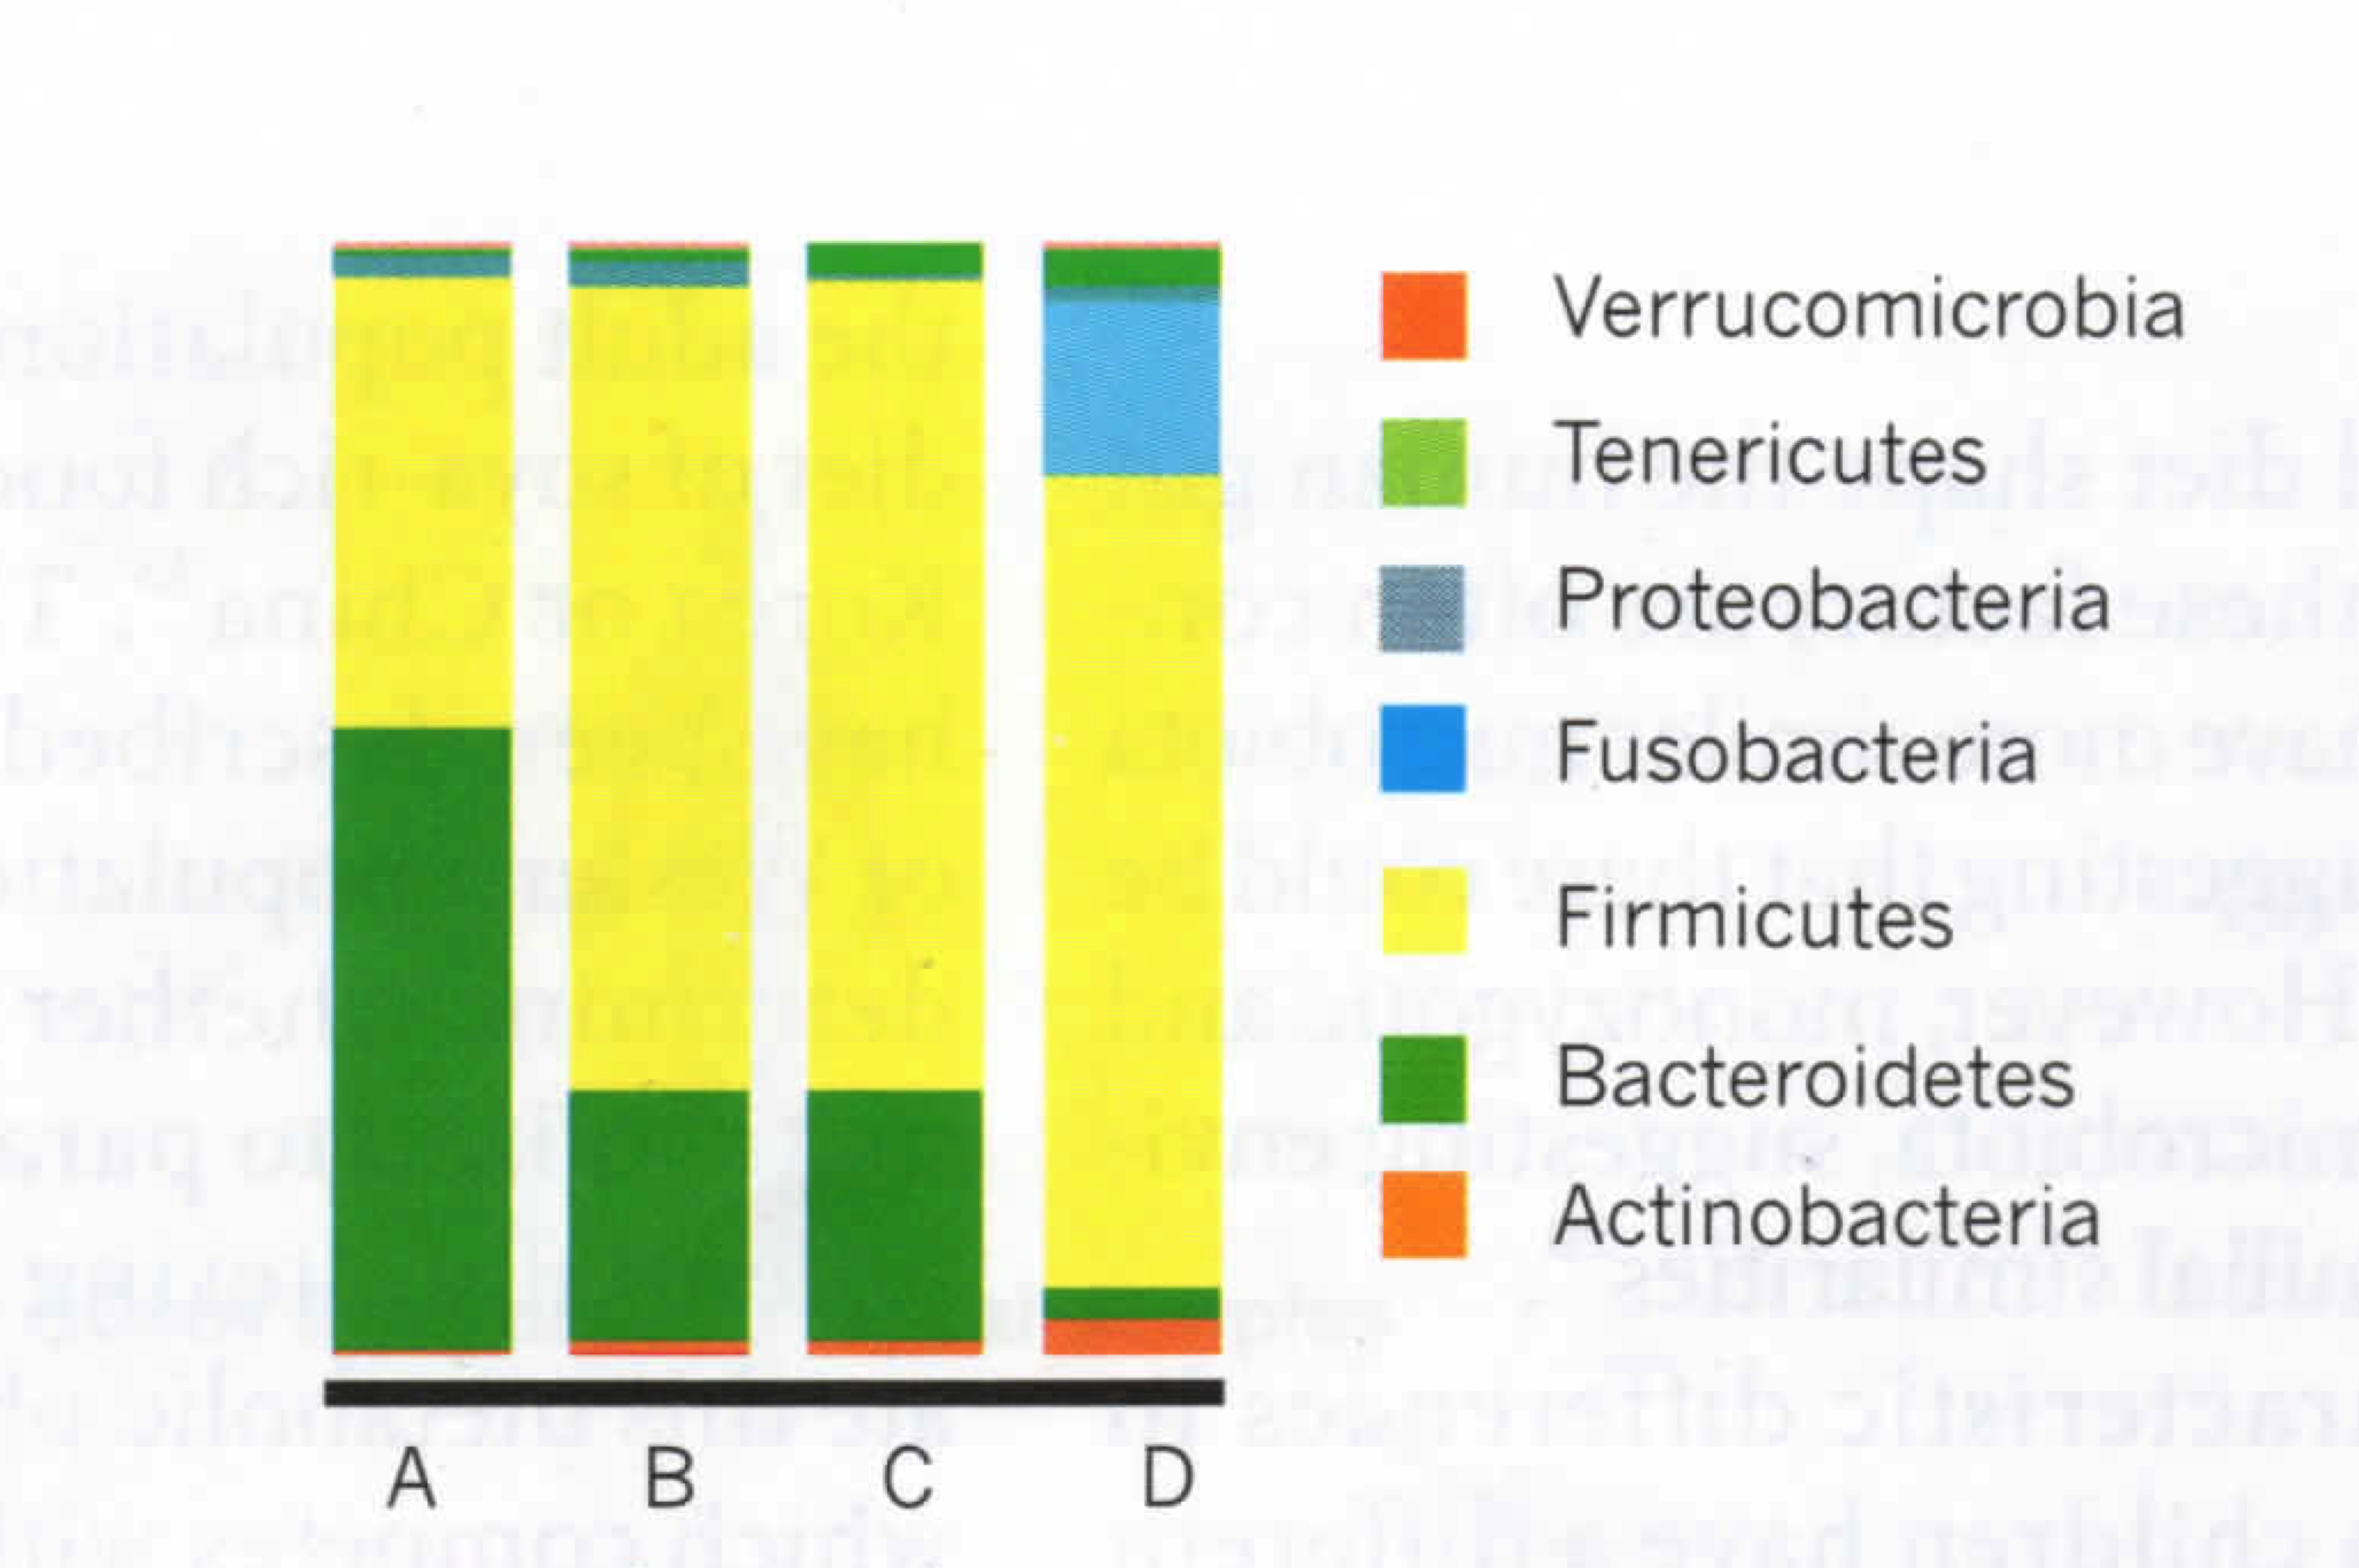 Verrucomicrobia
Tenericutes
Proteobacteria
Fusobacteria
Firmicutes
Bacteroidetes
Actinobacteria
A B C D